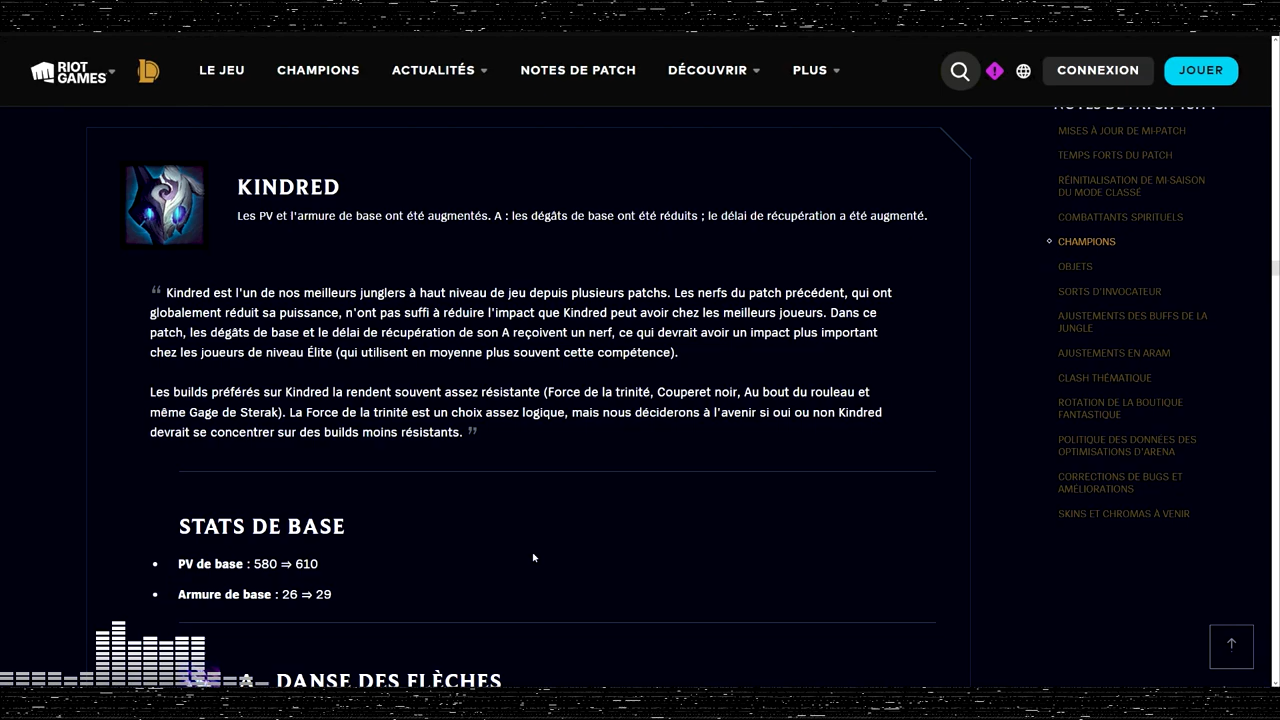 RIOT GAMES
LE JEU
CHAMPIONS
ACTUALITÉS
NOTES DE PATCH
DÉCOUVRIR
PLUS
CONNEXION
JOUER
KINDRED
Les PV et l'armure de base ont été augmentés. A : les dégâts de base ont été réduits ; le délai de récupération a été augmenté.
“ Kindred est l'un de nos meilleurs junglers à haut niveau de jeu depuis plusieurs patchs. Les nerfs du patch précédent, qui ont
globalement réduit sa puissance, n'ont pas suffi à réduire l'impact que Kindred peut avoir chez les meilleurs joueurs. Dans ce
patch, les dégâts de base et le délai de récupération de son A reçoivent un nerf, ce qui devrait avoir un impact plus important
chez les joueurs de niveau Élite (qui utilisent en moyenne plus souvent cette compétence).
Les builds préférés sur Kindred la rendent souvent assez résistante (Force de la trinité, Couperet noir, Au bout du rouleau et
même Gage de Sterak). La Force de la trinité est un choix assez logique, mais nous déciderons à l'avenir si oui ou non Kindred
devrait se concentrer sur des builds moins résistants. ”
STATS DE BASE
• PV de base : 580 ⇒ 610
• Armure de base : 26 ⇒ 29
DANSE DES FLÈCHES
MISES À JOUR DE MI-PATCH
TEMPS FORTS DU PATCH
RÉINITIALISATION DE MI-SAISON
DU MODE CLASSÉ
COMBATTANTS SPIRITUELS
CHAMPIONS
OBJETS
SORTS D'INVOCATEUR
AJUSTEMENTS DES BUFFS DE LA
JUNGLE
AJUSTEMENTS EN ARAM
CLASH THÉMATIQUE
ROTATION DE LA BOUTIQUE
FANTASTIQUE
POLITIQUE DES DONNÉES DES
OPTIMISATIONS D'ARENA
CORRECTIONS DE BUGS ET
AMÉLIORATIONS
SKINS ET CHROMAS À VENIR